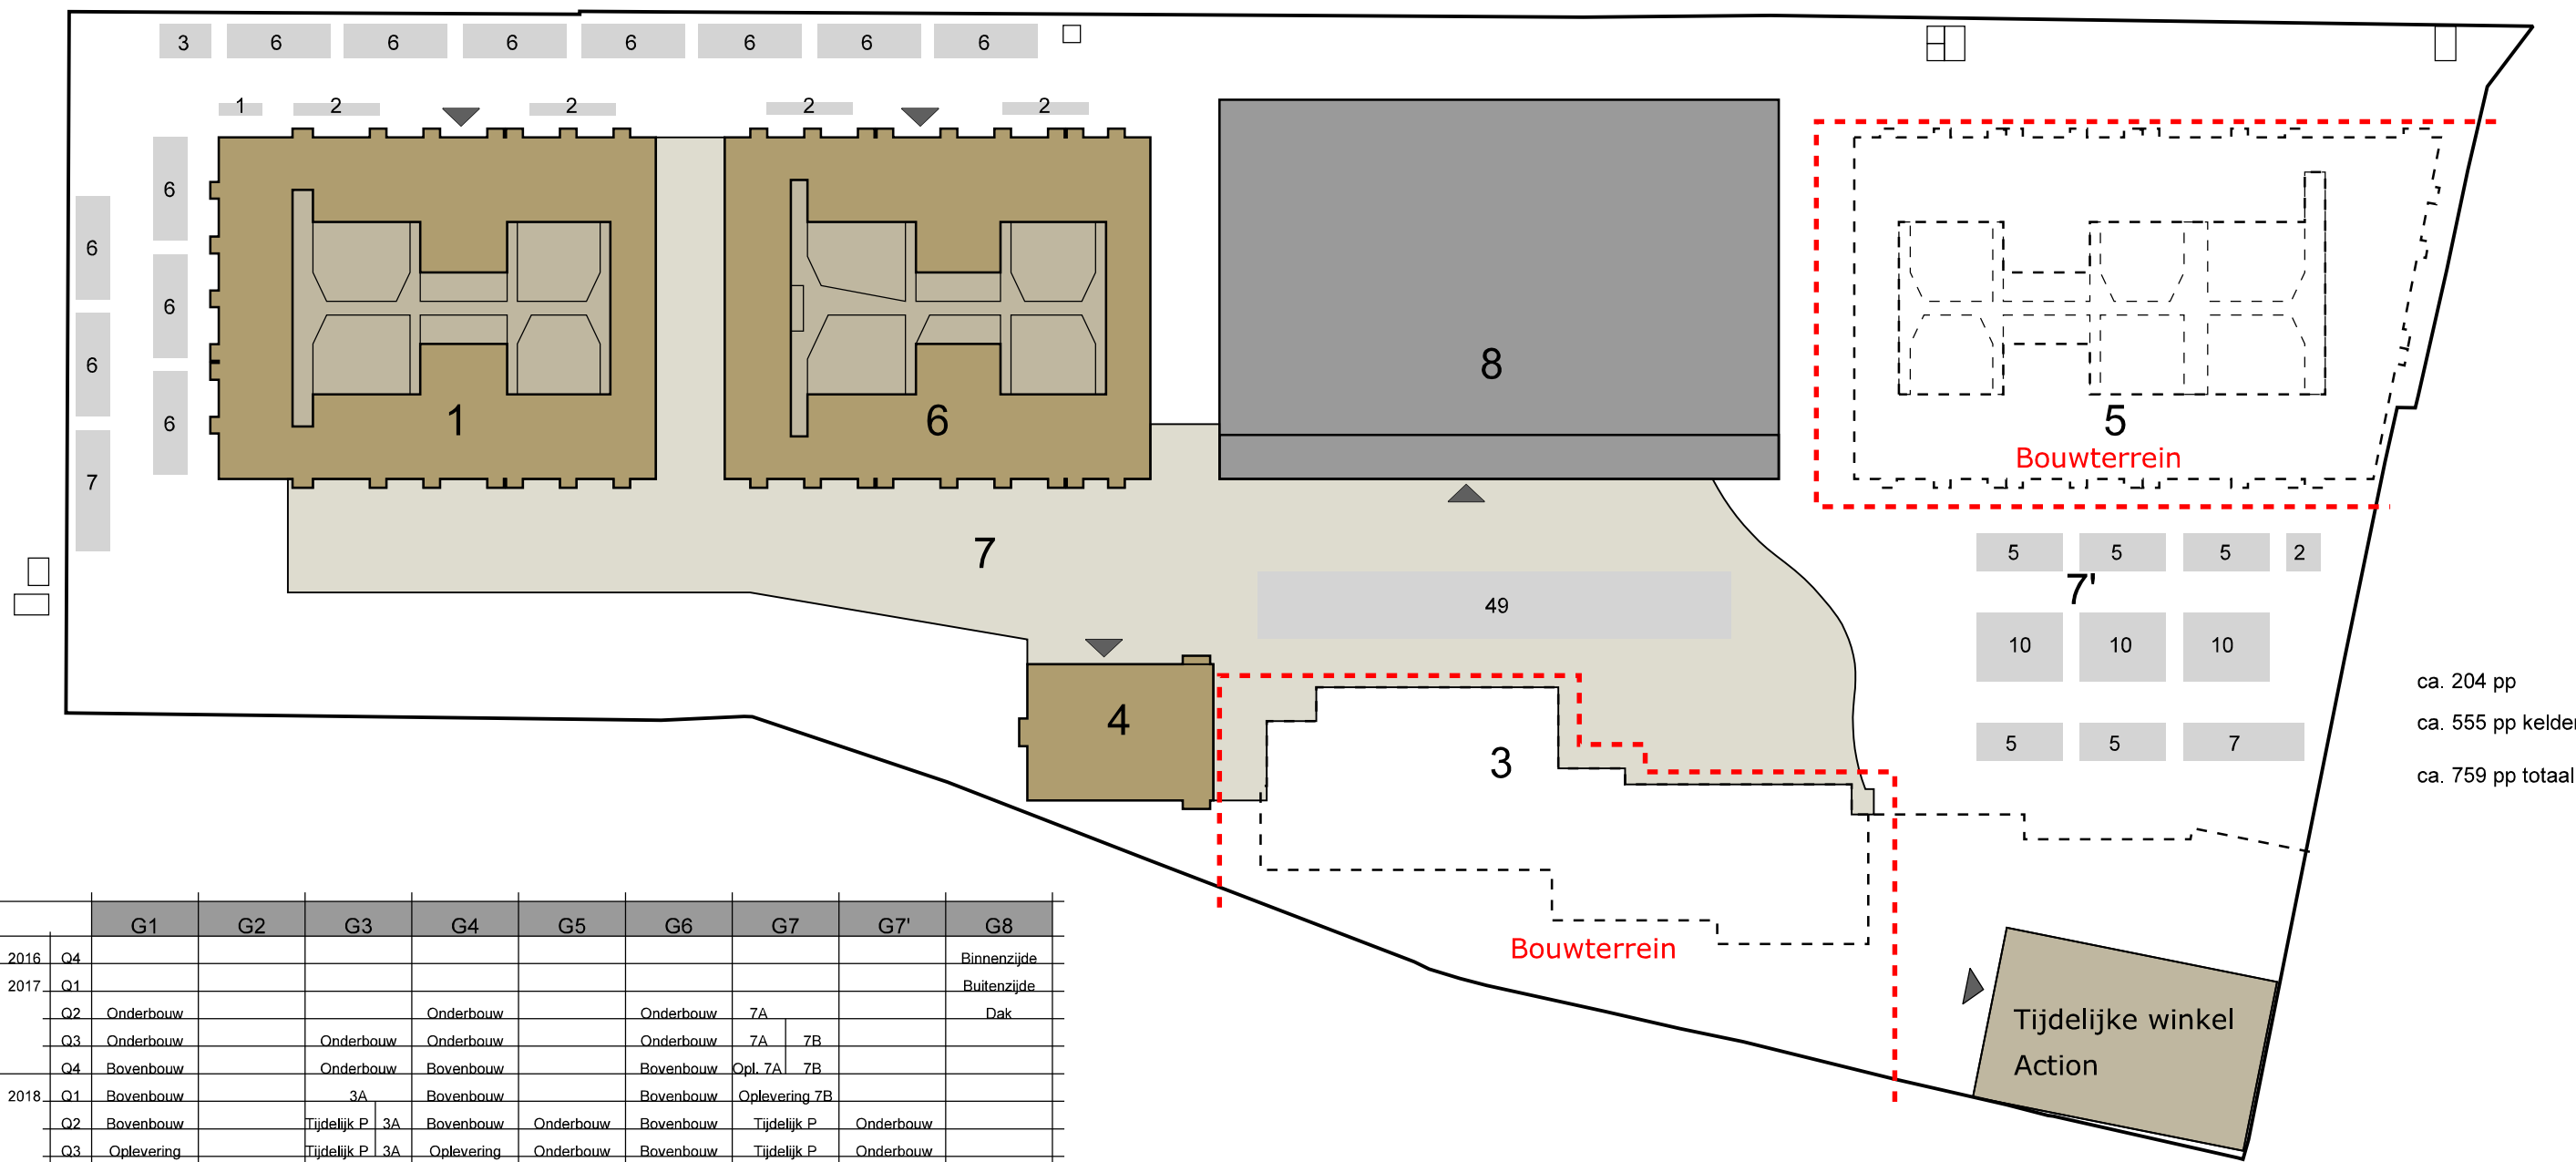 3 6 6 6 6 6 6 6
1 2 2 2 2
6
6
6
6
6
6
7
1
6
8
5
Bouwterrein
7
5 5 5 2
7'
49
10 10 10
5 5 7
ca. 204 pp
ca. 555 pp kelder
ca. 759 pp totaal
4
3
Bouwterrein
Tijdelijke winkel
Action
G1 G2 G3 G4 G5 G6 G7 G7' G8
2016 Q4 Binnenzijde
2017 Q1 Buitenzijde
Q2 Onderbouw Onderbouw Onderbouw 7A Dak
Q3 Onderbouw Onderbouw Onderbouw Onderbouw 7A 7B
Q4 Bovenbouw Onderbouw Bovenbouw Bovenbouw Opl. 7A 7B
2018 Q1 Bovenbouw 3A Bovenbouw Bovenbouw Oplevering 7B
Q2 Bovenbouw Tijdelijk P 3A Bovenbouw Onderbouw Bovenbouw Tijdelijk P Onderbouw
Q3 Oplevering Tijdelijk P 3A Oplevering Onderbouw Bovenbouw Tijdelijk P Onderbouw